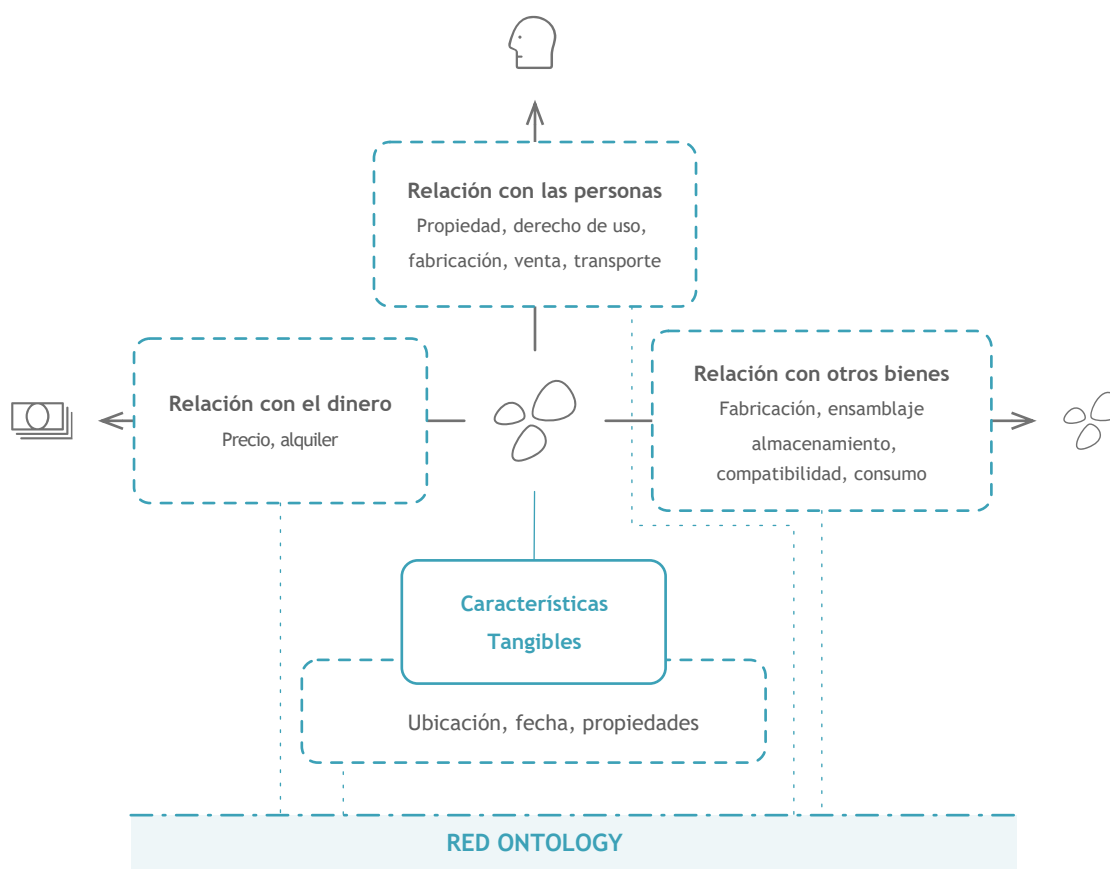 Relación con las personas
Propiedad, derecho de uso,
fabricación, venta, transporte
Relación con el dinero
Precio, alquiler
Relación con otros bienes
Fabricación, ensamblaje
almacenamiento,
compatibilidad, consumo
Características
Tangibles
Ubicación, fecha, propiedades
RED ONTOLOGY